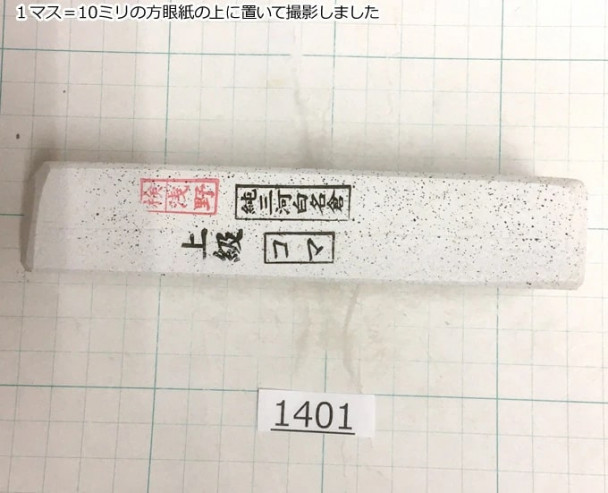 1マス＝10ミリの方眼紙の上に置いて撮影しました
検 浅野
純三河白名倉
上級
コマ
1401